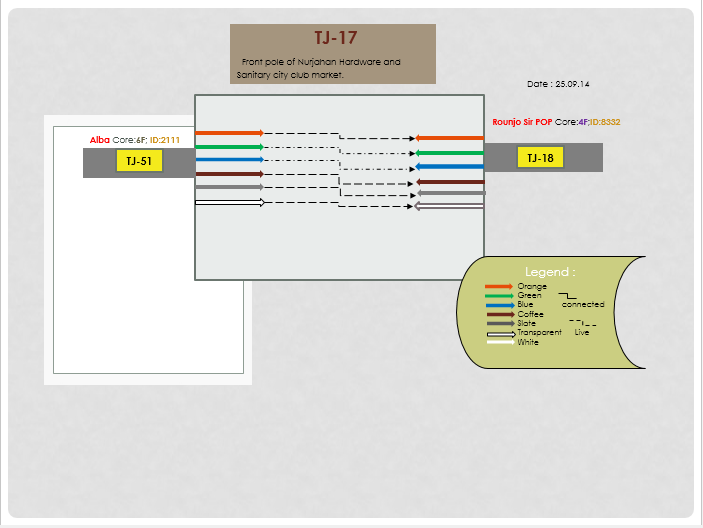 TJ-17
Front pole of Nurjahan Hardware and
Sanitary city club market.
Date : 25.09.14
Rounjo Sir POP Core:4F;ID:8332
Alba Core:6F; ID:2111
TJ-51
TJ-18
Legend :
Orange
Green
Blue connected
Coffee
Slate
Transparent Live
White